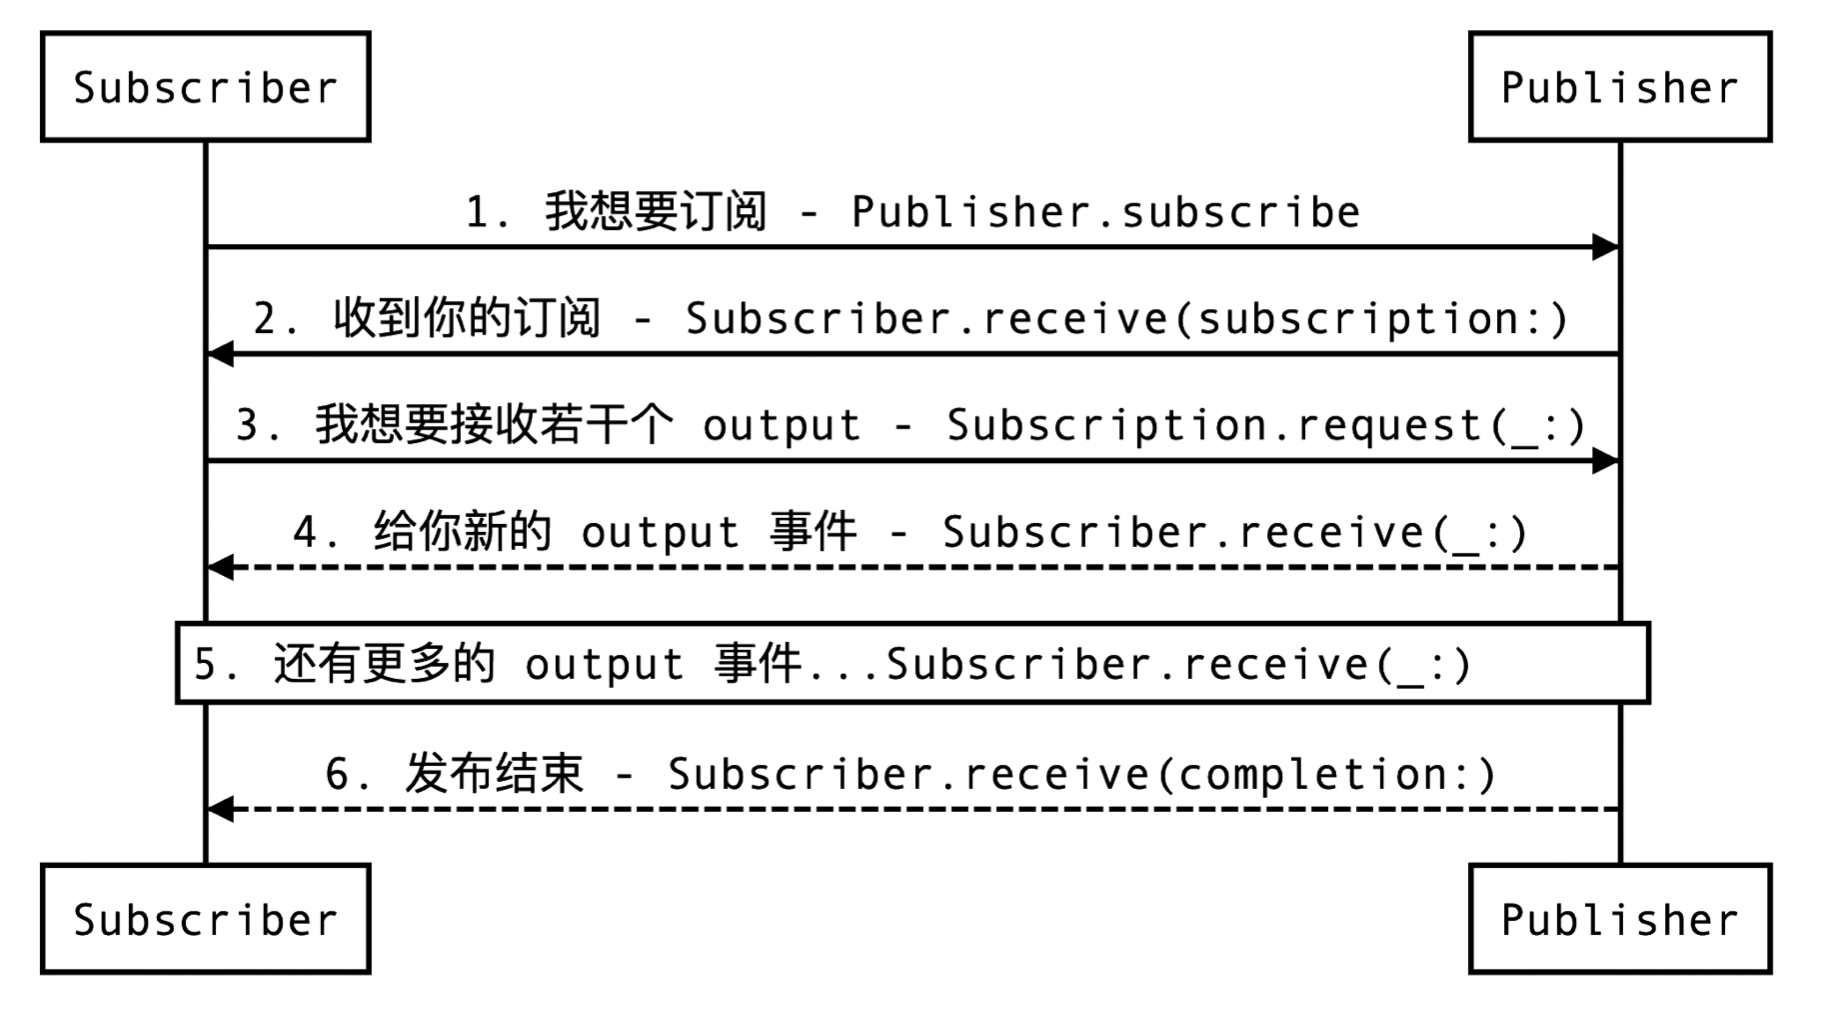 Subscriber
Publisher
1. 我想要订阅 - Publisher.subscribe
2. 收到你的订阅 - Subscriber.receive(subscription:)
3. 我想要接收若干个 output - Subscription.request(_:)
4. 给你新的 output 事件 - Subscriber.receive(_:)
5. 还有更多的 output 事件...Subscriber.receive(_:)
6. 发布结束 - Subscriber.receive(completion:)
Subscriber
Publisher